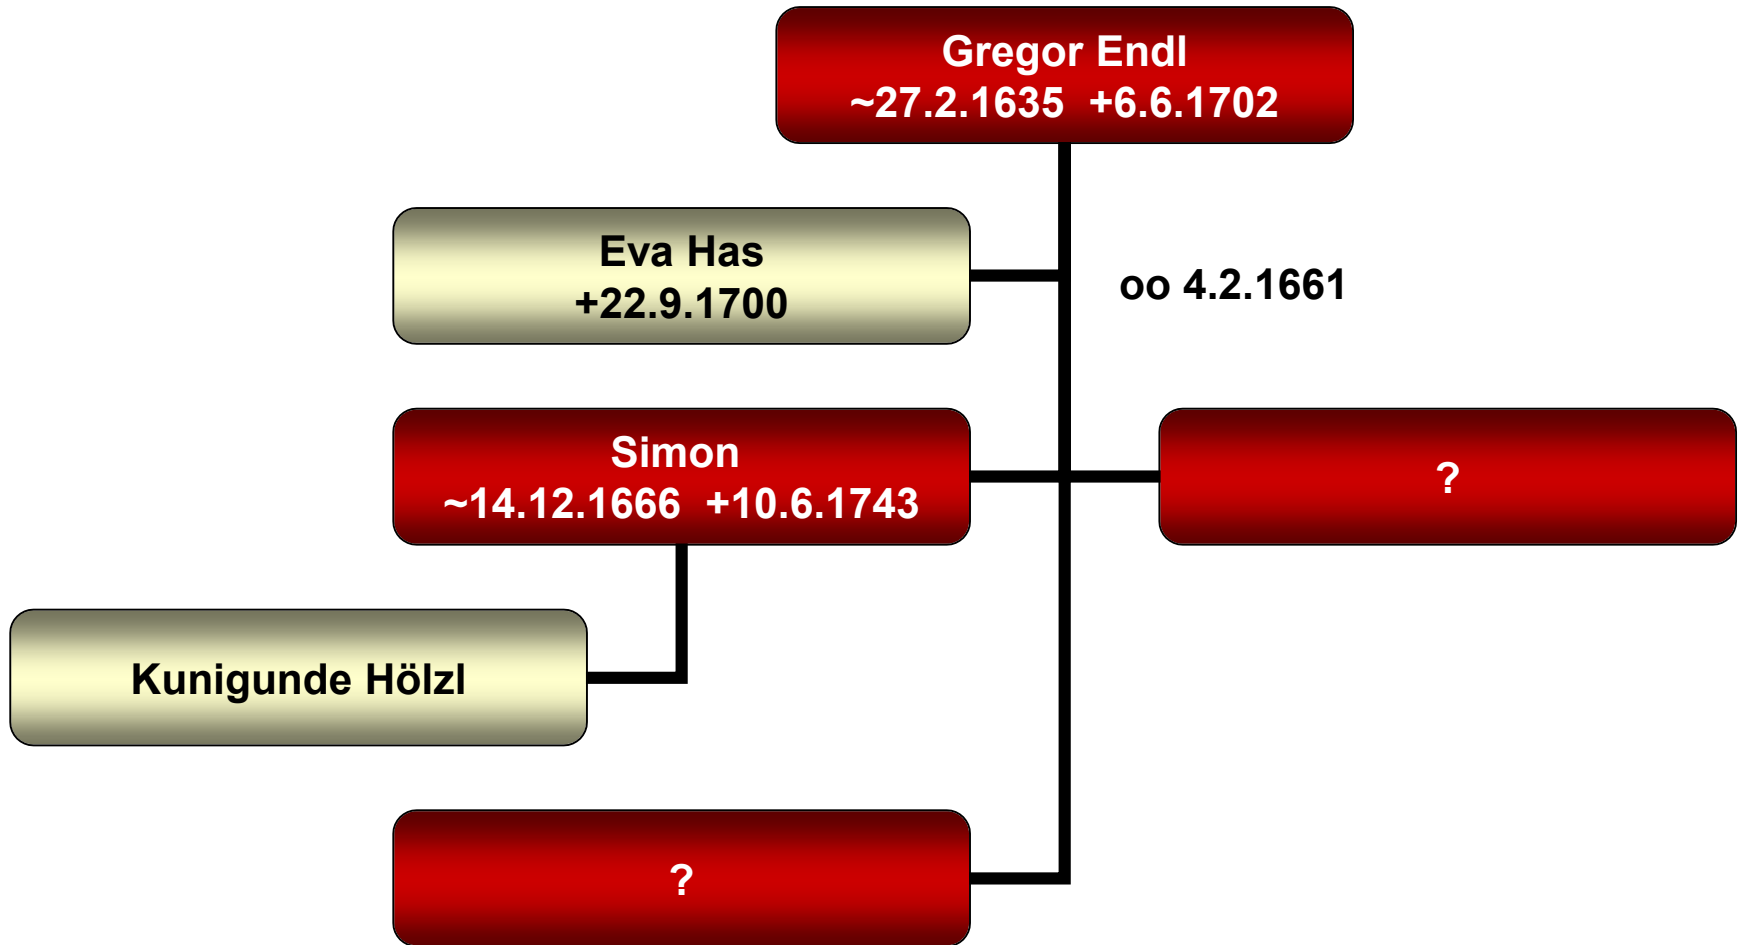 Gregor Endl
~27.2.1635  +6.6.1702
Eva Has
+22.9.1700
oo 4.2.1661
Simon
~14.12.1666  +10.6.1743
?
Kunigunde Hölzl
?